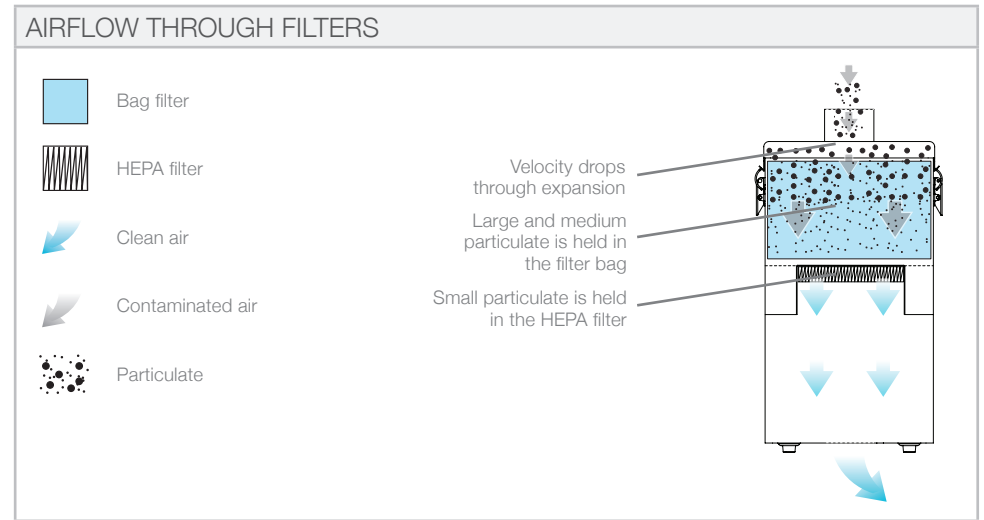 AIRFLOW THROUGH FILTERS
Bag filter
HEPA filter
Clean air
Contaminated air
Particulate
Velocity drops
through expansion
Large and medium
particulate is held in
the filter bag
Small particulate is held
in the HEPA filter